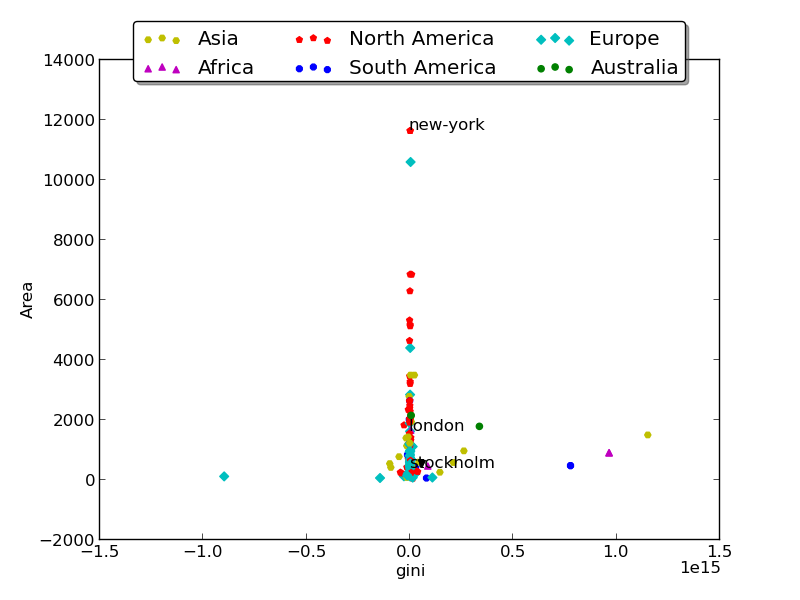 Asia North America Europe
Africa South America Australia
14000
12000
10000
8000
6000
4000
2000
0
−2000
Area
new-york
london
stockholm
−1.5 −1.0 −0.5 0.0 0.5 1.0 1.5
1e15
gini